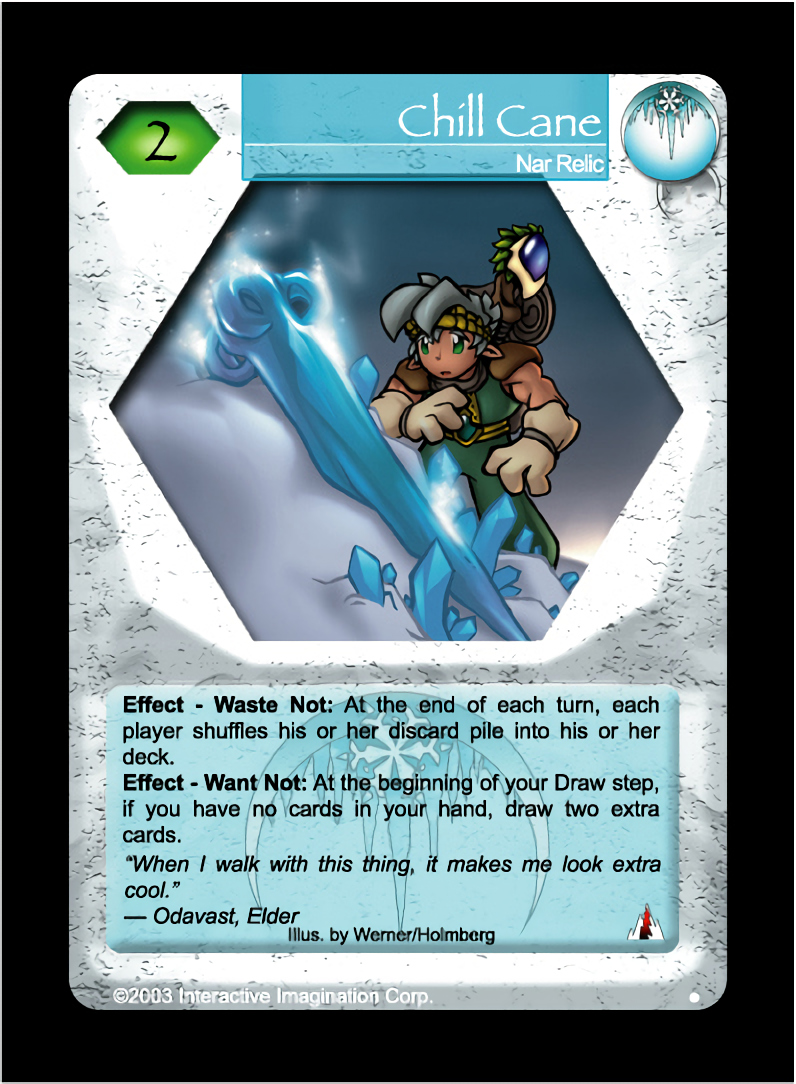 2
Chill Cane
Nar Relic
Effect - Waste Not: At the end of each turn, each
player shuffles his or her discard pile into his or her
deck.
Effect - Want Not: At the beginning of your Draw step,
if you have no cards in your hand, draw two extra
cards.
“When I walk with this thing, it makes me look extra
cool.”
— Odavast, Elder
Illus. by Werner/Holmberg
©2003 Interactive Imagination Corp.